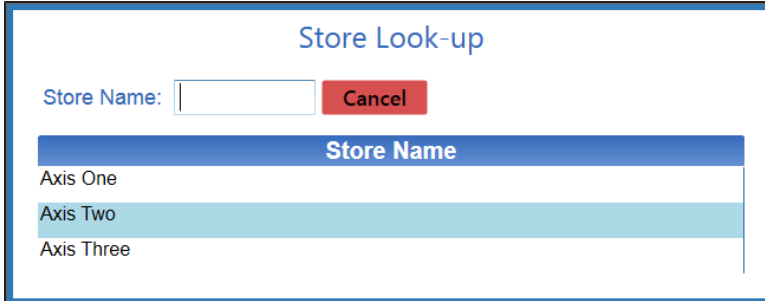 Store Look-up
Store Name: Cancel
Store Name
Axis One
Axis Two
Axis Three